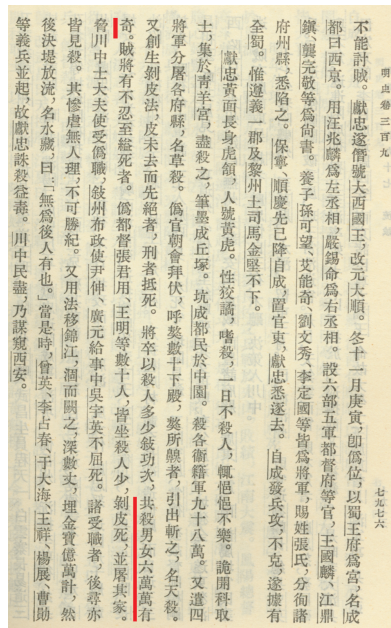 明史卷三百九
七九七六
不能討賊。獻忠遂僭號大西國,改元大順。冬十一月庚寅,卽僞位,以蜀王府爲宮,名成
都曰西京。用汪兆麟爲左丞相,嚴錫命爲右丞相。設六部五軍都督府等官,王國麟、江鼎
鎭、龔完敬等爲尙書。養子孫可望、艾能奇、劉文秀、李定國等皆爲將軍,賜姓張氏,分徇諸
府州縣,悉陷之。保寧、順慶先已降自成,置官吏,獻忠悉逐去。自成發兵攻,不克,遂據有
全蜀。惟遵義一郡及黎州土司馬金堅不下。
獻忠黃面長身虎頷,人號黃虎。性狡譎,嗜殺,一日不殺人,輒悒悒不樂。詭開科取
士,集於靑羊宮,盡殺之,筆墨成丘塚。坑成都民於中園。殺各衞籍軍九十八萬。又遣四
將軍分屠各府縣,名草殺。僞官朝會拜伏,呼獒數十下殿,獒所齅者,引出斬之,名天殺。
又創生剝皮法,皮未去而先絕者,刑者抵死。將卒以殺人多少敍功次,共殺男女六萬萬有
奇。賊將有不忍至縊死者。僞都督張君用、王明等數十人,皆坐殺人少,剝皮死,並屠其家。
脅川中士大夫使受僞職,敍州布政使尹伸、廣元給事中吳宇英不屈死。諸受職者,後尋亦
皆見殺。其慘虐無人理,不可勝紀。又用法移錦江,涸而闕之,深數丈,埋金寶億萬計,然
後決堤放流,名水藏,曰:「無爲後人有也。」當是時,曾英、李占春、于大海、王祥、楊展、曹勛
等義兵並起,故獻忠誅殺益毒。川中民盡,乃謀窺西安。